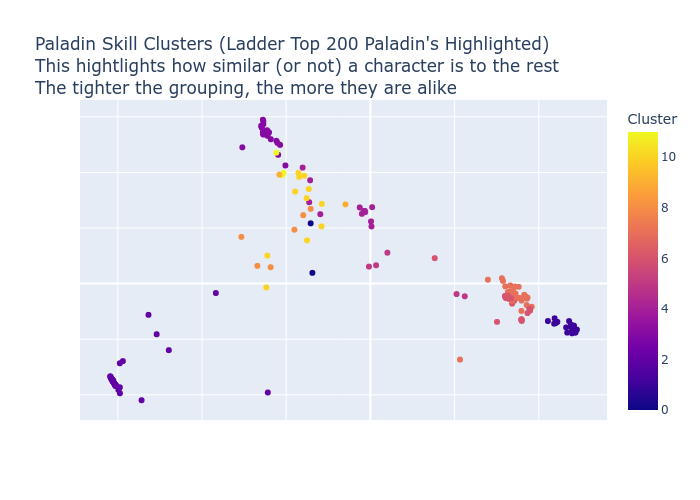 Paladin Skill Clusters (Ladder Top 200 Paladin's Highlighted)
This hightlights how similar (or not) a character is to the rest
The tighter the grouping, the more they are alike
Cluster
10
8
6
4
2
0